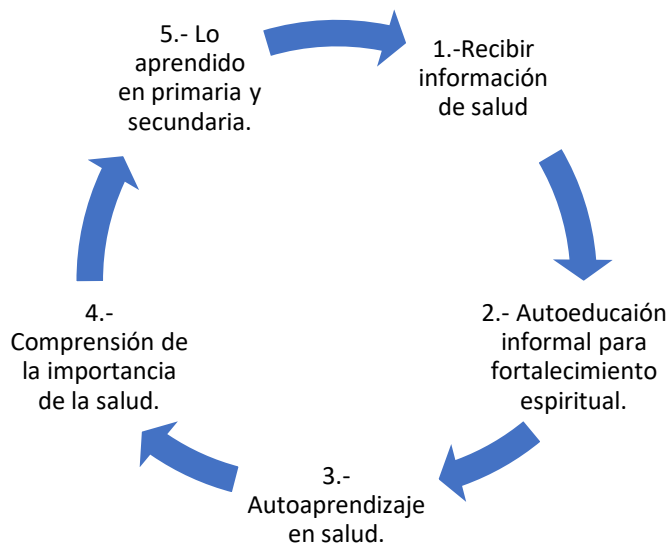 1.-Recibir
información
de salud
2.- Autoeducaión
informal para
fortalecimiento
espiritual.
3.-
Autoaprendizaje
en salud.
4.-
Comprensión de
la importancia
de la salud.
5.- Lo
aprendido
en primaria y
secundaria.